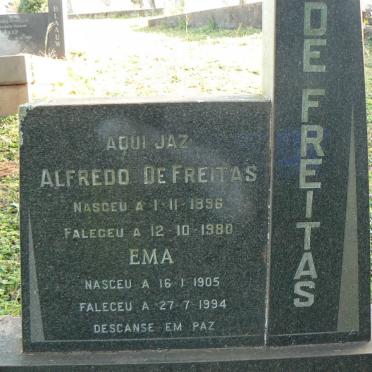 AQUI JAZ
ALFREDO DE FREITAS
NASCEU A 1-11-1896
FALECEU A 12-10-1980
EMA
NASCEU A 16-1-1905
FALECEU A 27-7-1994
DESCANSE EM PAZ
DE FREITAS